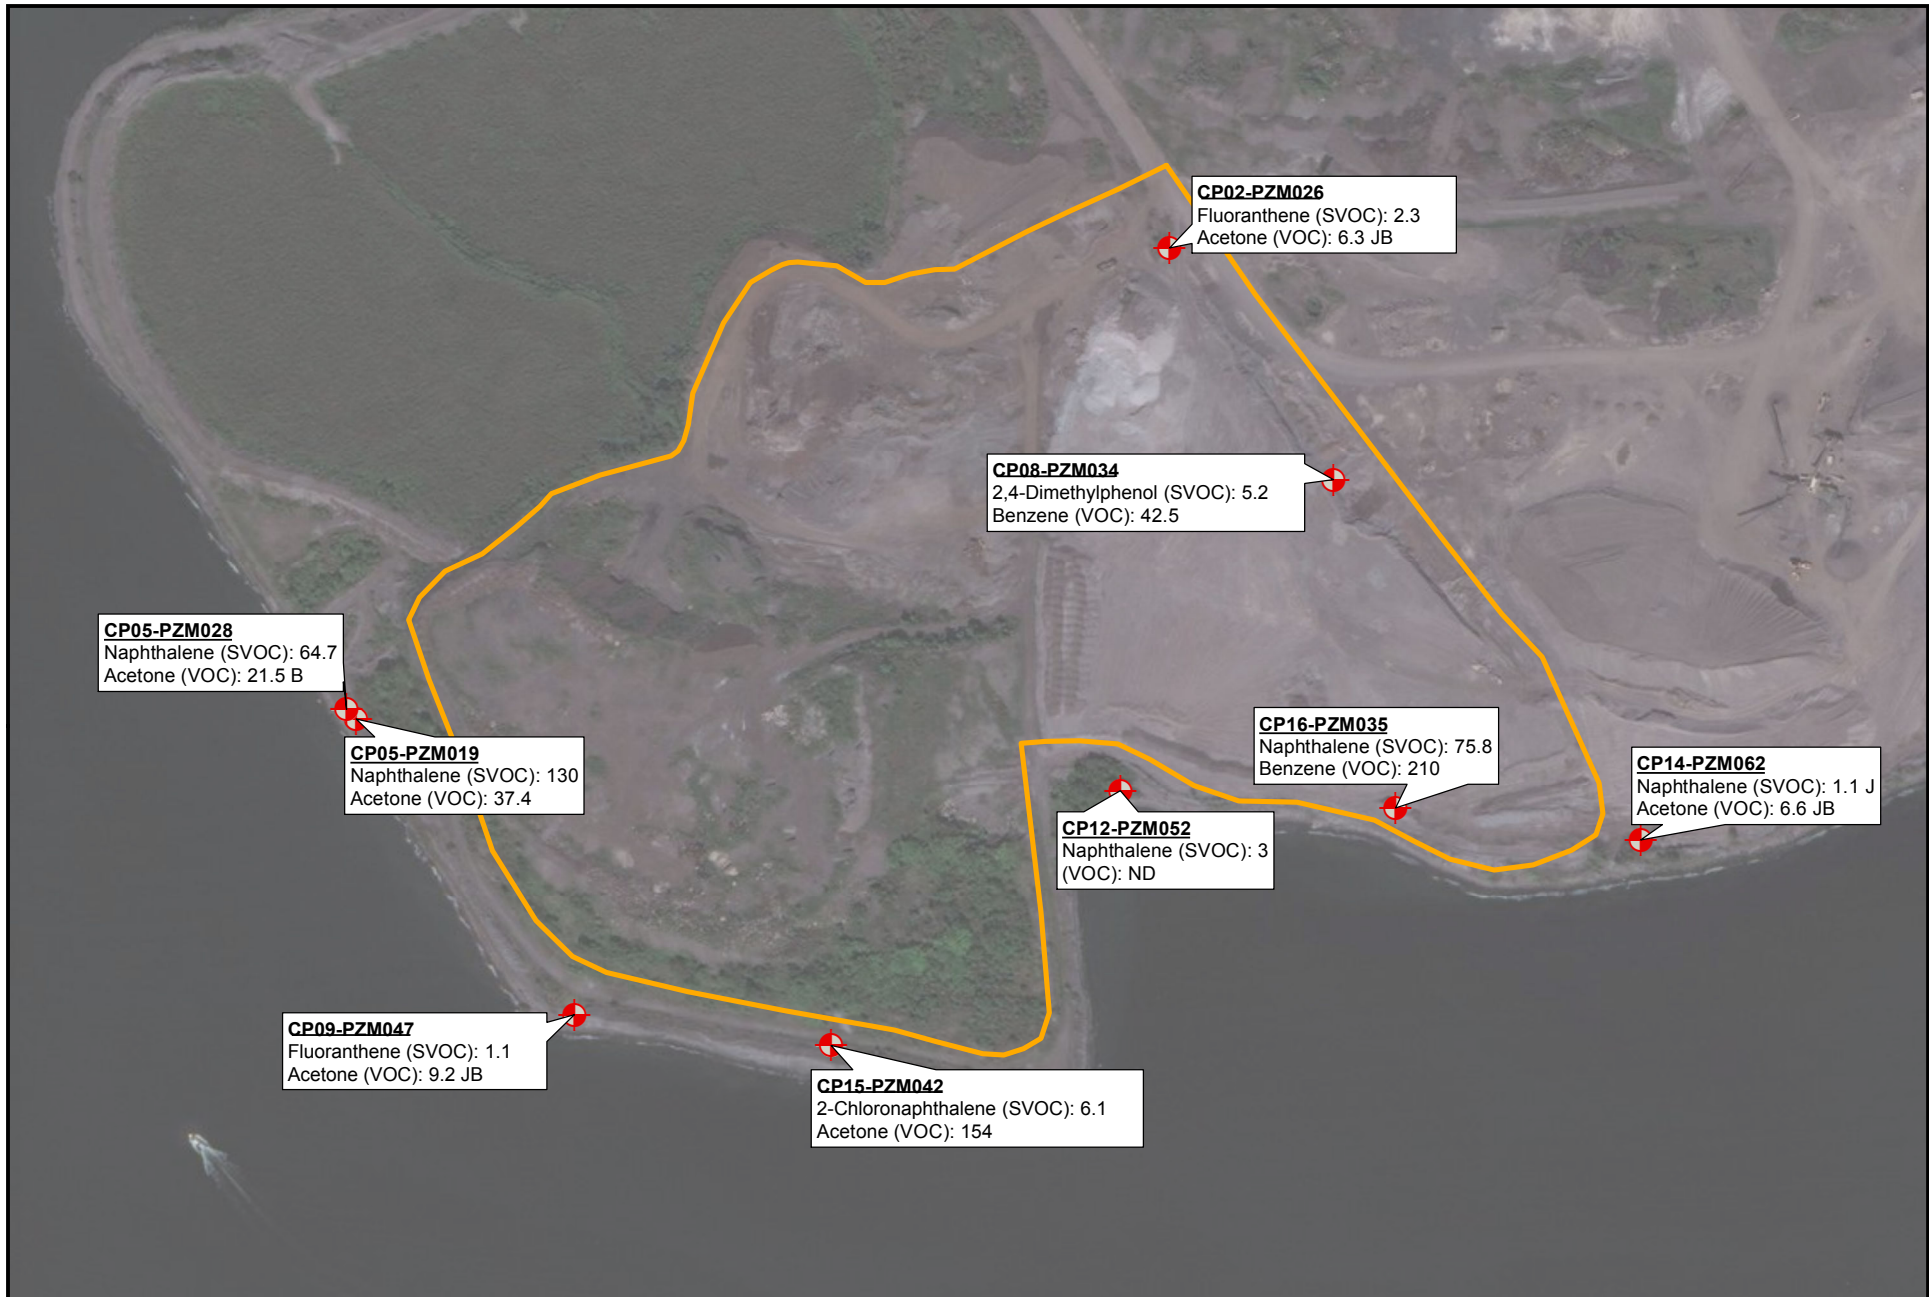 CP02-PZM026
Fluoranthene (SVOC): 2.3
Acetone (VOC): 6.3 JB
CP08-PZM034
2,4-Dimethylphenol (SVOC): 5.2
Benzene (VOC): 42.5
CP05-PZM028
Naphthalene (SVOC): 64.7
Acetone (VOC): 21.5 B
CP05-PZM019
Naphthalene (SVOC): 130
Acetone (VOC): 37.4
CP16-PZM035
Naphthalene (SVOC): 75.8
Benzene (VOC): 210
CP14-PZM062
Naphthalene (SVOC): 1.1 J
Acetone (VOC): 6.6 JB
CP12-PZM052
Naphthalene (SVOC): 3
(VOC): ND
CP09-PZM047
Fluoranthene (SVOC): 1.1
Acetone (VOC): 9.2 JB
CP15-PZM042
2-Chloronaphthalene (SVOC): 6.1
Acetone (VOC): 154